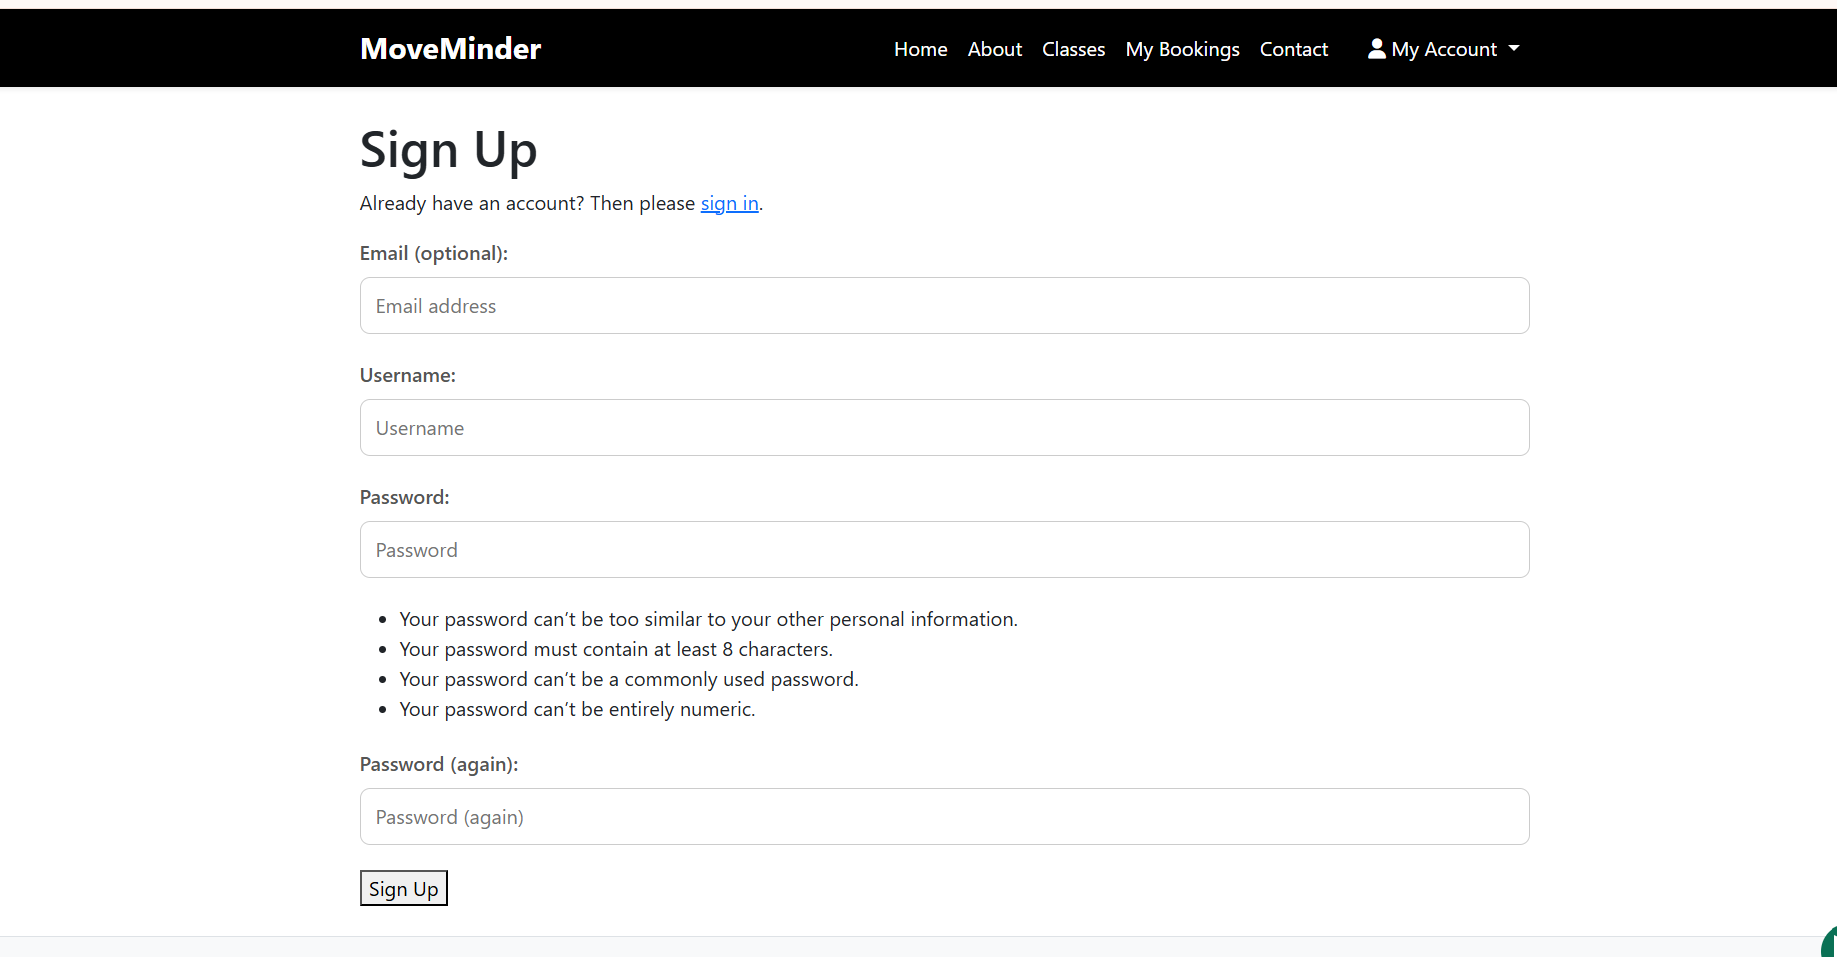 MoveMinder Home About Classes My Bookings Contact My Account
Sign Up
Already have an account? Then please sign in.
Email (optional):
Email address
Username:
Username
Password:
Password
Your password can’t be too similar to your other personal information.
Your password must contain at least 8 characters.
Your password can’t be a commonly used password.
Your password can’t be entirely numeric.
Password (again):
Password (again)
Sign Up